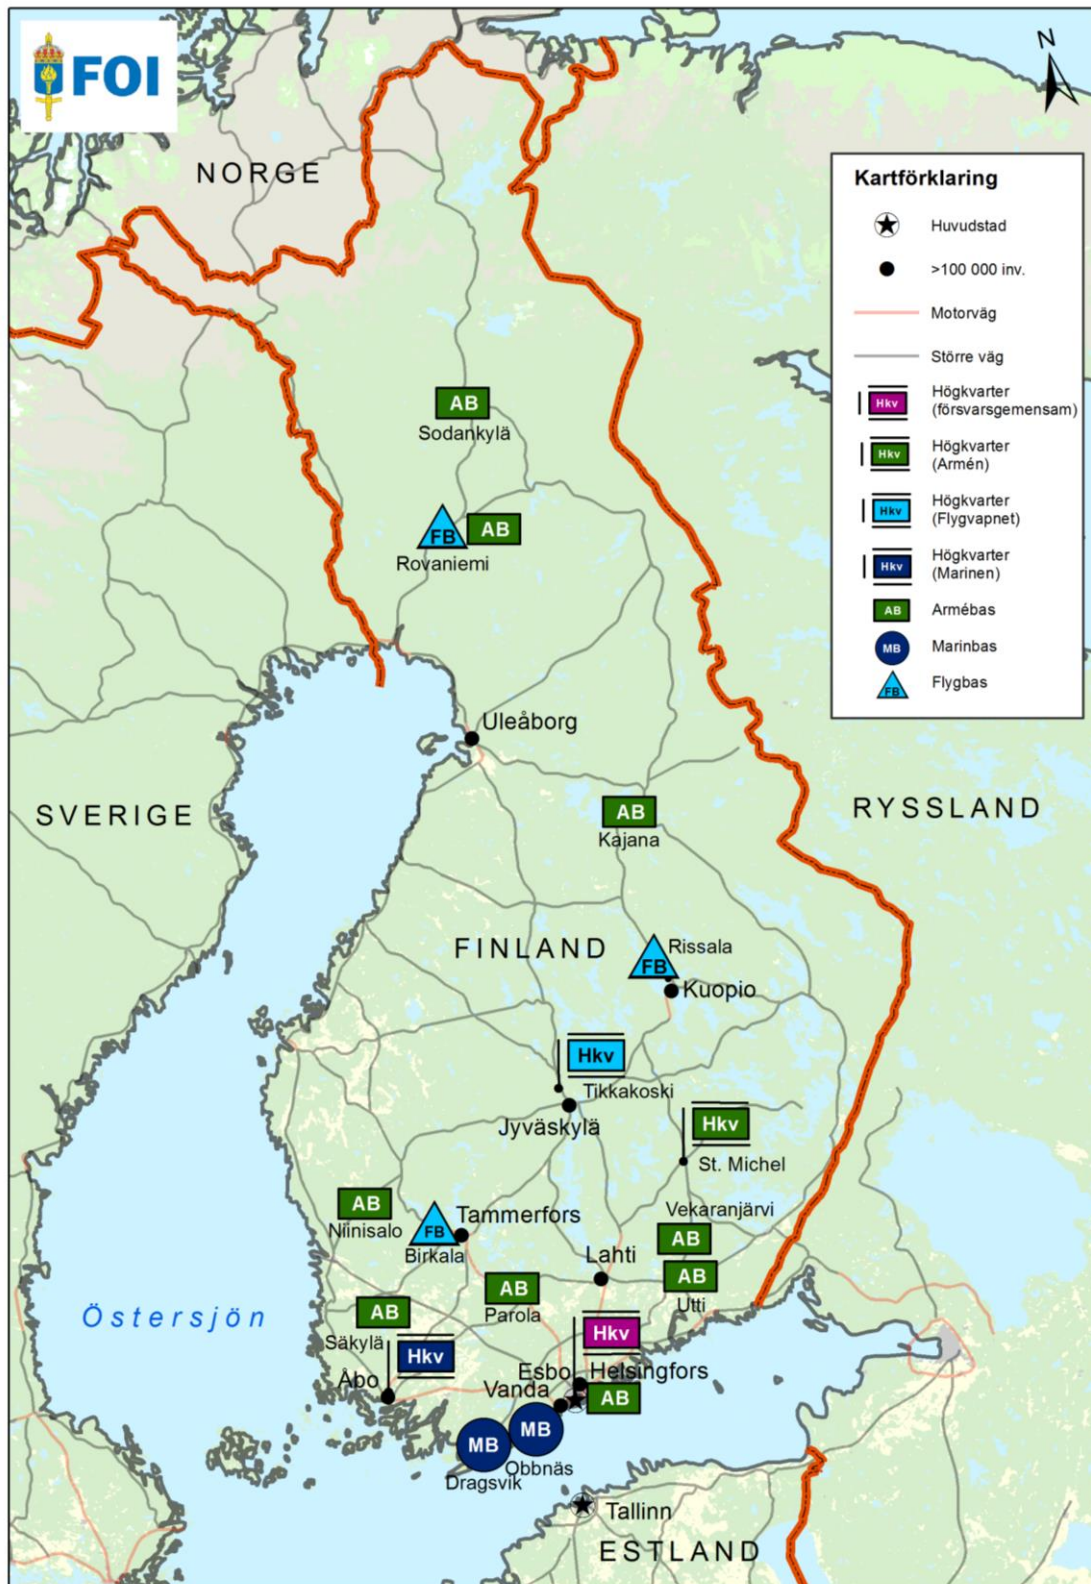 FOI
N
NORGE
Kartförklaring
Huvudstad
>100 000 inv.
Motorväg
Större väg
Hkv
Högkvarter
(försvarsgemensam)
Hkv
Högkvarter
(Armén)
Hkv
Högkvarter
(Flygvapnet)
Hkv
Högkvarter
(Marinen)
AB
Armébas
MB
Marinbas
FB
Flygbas
AB
Sodankylä
FB
AB
Rovaniemi
Uleåborg
SVERIGE
RYSSLAND
AB
Kajana
FINLAND
Rissala
FB
Kuopio
Hkv
Tikkakoski
Jyväskylä
Hkv
St. Michel
AB
Niinisalo
FB
Tammerfors
Birkala
Vekaranjärvi
AB
Lahti
AB
Utti
AB
Parola
Östersjön
AB
Säkylä
Hkv
Åbo
Hkv
Esbo
Helsingfors
Vanda
AB
MB
MB
Obbnäs
Dragsvik
Tallinn
ESTLAND